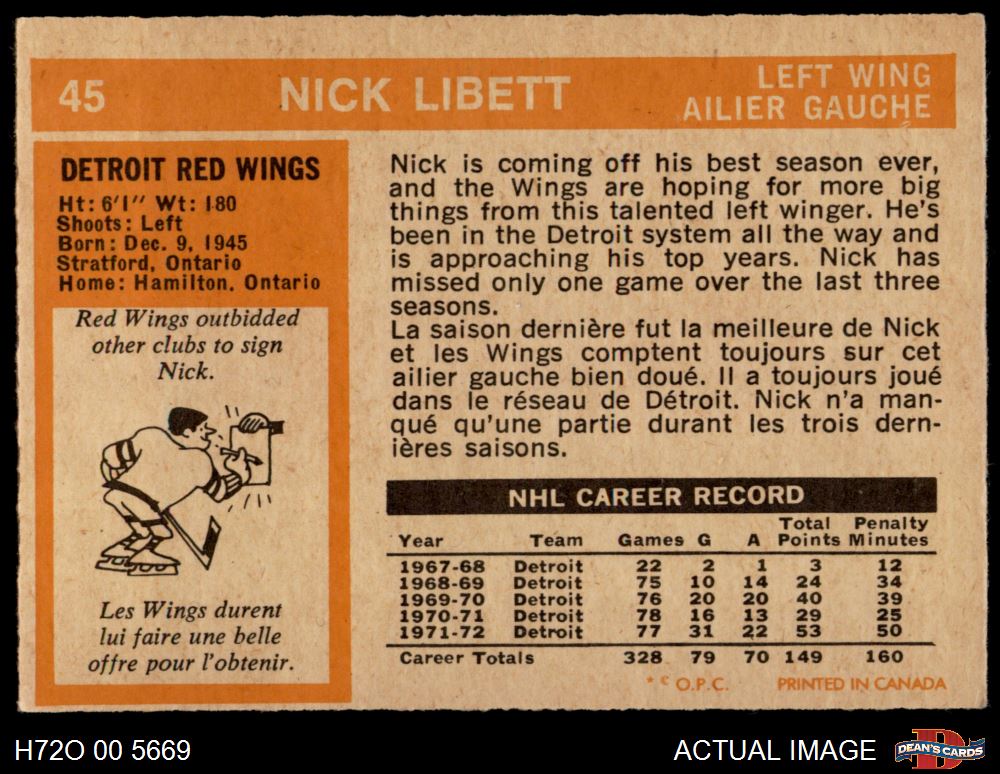 45 NICK LIBETT LEFT WING
AILIER GAUCHE
DETROIT RED WINGS
Ht: 6'1" Wt: 180
Shoots: Left
Born: Dec. 9, 1945
Stratford, Ontario
Home: Hamilton, Ontario
Red Wings outbidded
other clubs to sign
Nick.
Les Wings durent
lui faire une belle
offre pour l'obtenir.
Nick is coming off his best season ever,
and the Wings are hoping for more big
things from this talented left winger. He's
been in the Detroit system all the way and
is approaching his top years. Nick has
missed only one game over the last three
seasons.
La saison dernière fut la meilleure de Nick
et les Wings comptent toujours sur cet
ailier gauche bien doué. Il a toujours joué
dans le réseau de Détroit. Nick n'a man-
qué qu'une partie durant les trois dern-
ières saisons.
NHL CAREER RECORD
Total Penalty
Year Team Games G A Points Minutes
1967-68 Detroit 22 2 1 3 12
1968-69 Detroit 75 10 14 24 34
1969-70 Detroit 76 20 20 40 39
1970-71 Detroit 78 16 13 29 25
1971-72 Detroit 77 31 22 53 50
Career Totals 328 79 70 149 160
* © O.P.C. PRINTED IN CANADA
H72O 00 5669 ACTUAL IMAGE DEAN'S CARDS